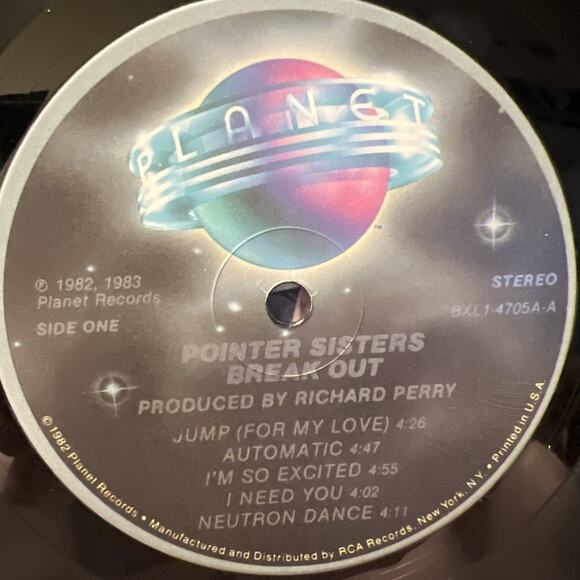 PLANET
™
℗ 1982, 1983
Planet Records
SIDE ONE
STEREO
BXL1-4705A-A
POINTER SISTERS
BREAK OUT
PRODUCED BY RICHARD PERRY
JUMP (FOR MY LOVE) 4:26
AUTOMATIC 4:47
I'M SO EXCITED 4:55
I NEED YOU 4:02
NEUTRON DANCE 4:11
© 1982 Planet Records • Manufactured and Distributed by RCA Records, New York, N.Y. • Printed in U.S.A.